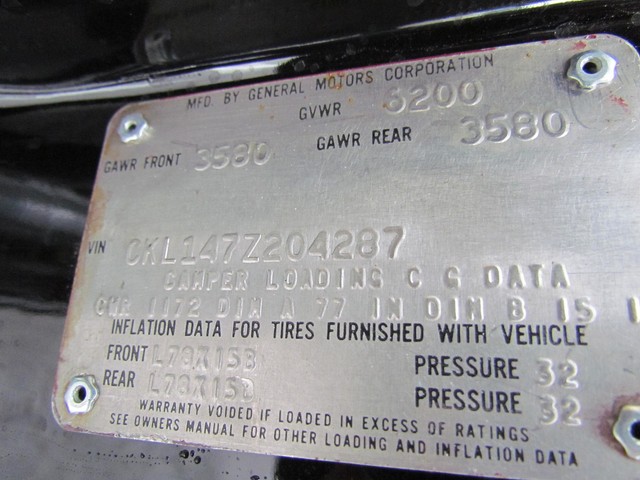 MFD. BY GENERAL MOTORS CORPORATION
GVWR 6200
GAWR FRONT 3580 GAWR REAR 3580
VIN CKL147Z204287
CAMPER LOADING C G DATA
CWR 1172 DIM A 77 IN DIM B 15
INFLATION DATA FOR TIRES FURNISHED WITH VEHICLE
FRONT L78X15B PRESSURE 32
REAR L78X15B PRESSURE 32
WARRANTY VOIDED IF LOADED IN EXCESS OF RATINGS
SEE OWNERS MANUAL FOR OTHER LOADING AND INFLATION DATA